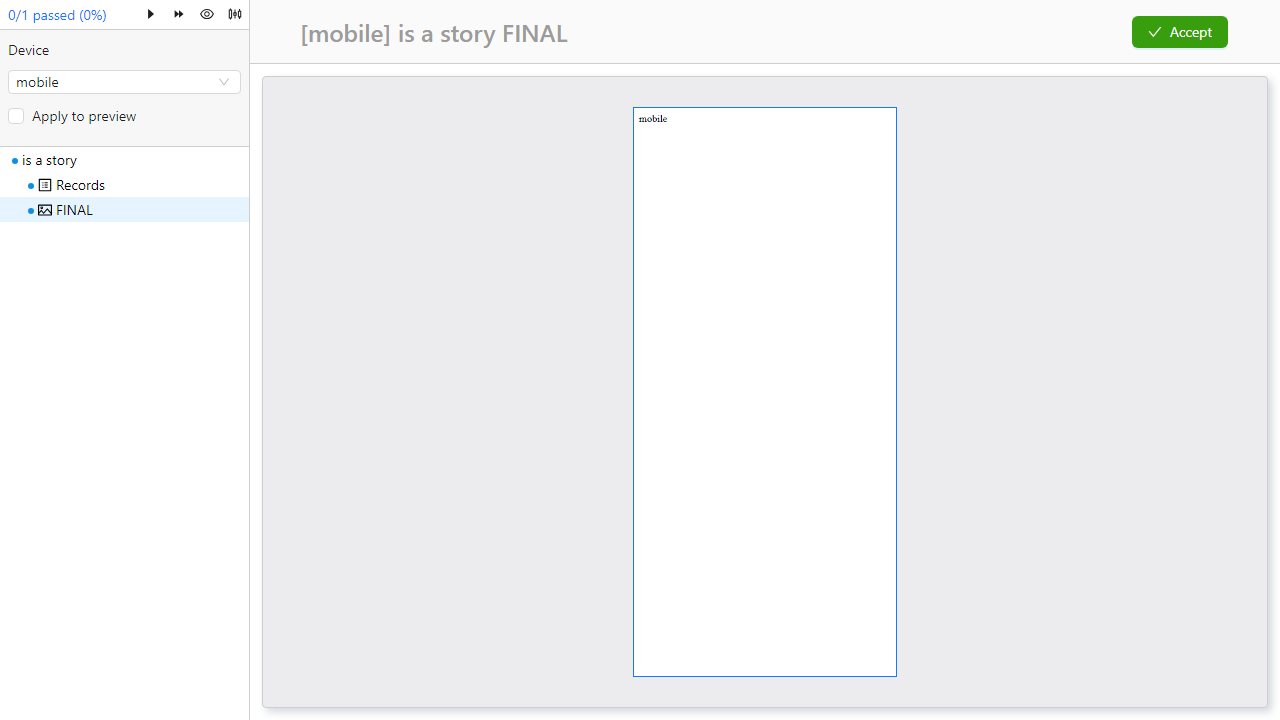 0/1 passed (0%)
Device
mobile
Apply to preview
is a story
Records
FINAL
[mobile] is a story FINAL
Accept
mobile